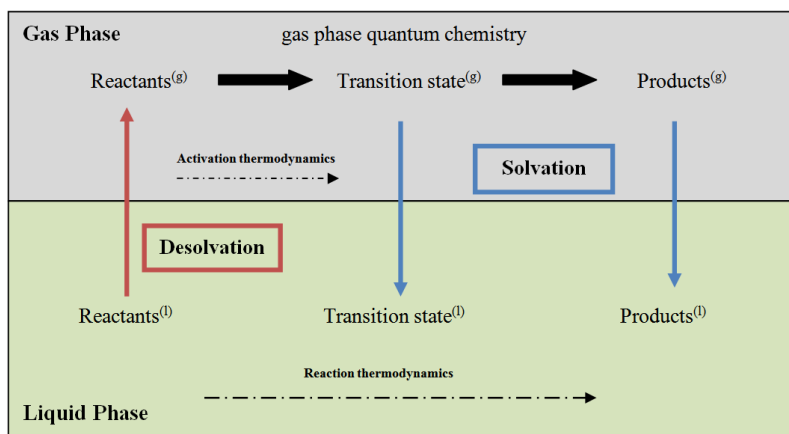 Gas Phase
gas phase quantum chemistry
Reactants(g)
Transition state(g)
Products(g)
Activation thermodynamics
Solvation
Desolvation
Reactants(l)
Transition state(l)
Products(l)
Reaction thermodynamics
Liquid Phase